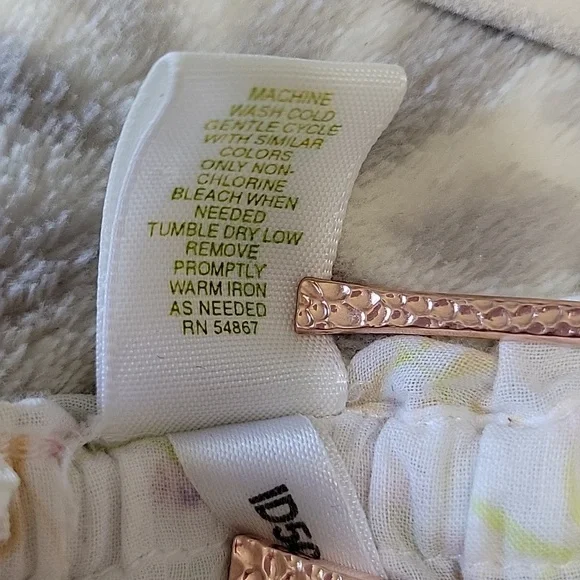 MACHINE
WASH COLD
GENTLE CYCLE
WITH SIMILAR
COLORS
ONLY NON-
CHLORINE
BLEACH WHEN
NEEDED
TUMBLE DRY LOW
REMOVE
PROMPTLY
WARM IRON
AS NEEDED
RN 54867
ID58